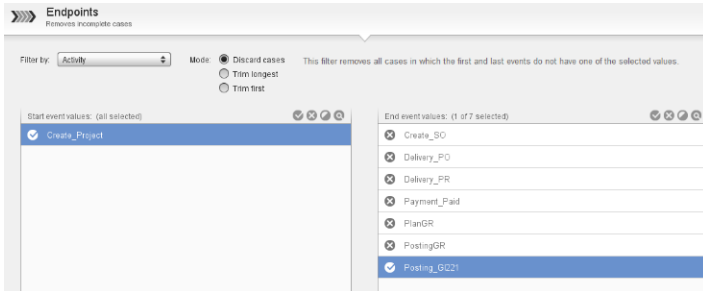 Endpoints
Removes incomplete cases
Filter by: Activity
Mode: Discard cases
Trim longest
Trim first
This filter removes all cases in which the first and last events do not have one of the selected values.
Start event values: (all selected)
Create_Project
End event values: (1 of 7 selected)
Create_SO
Delivery_PO
Delivery_PR
Payment_Paid
PlanGR
PostingGR
Posting_GI221